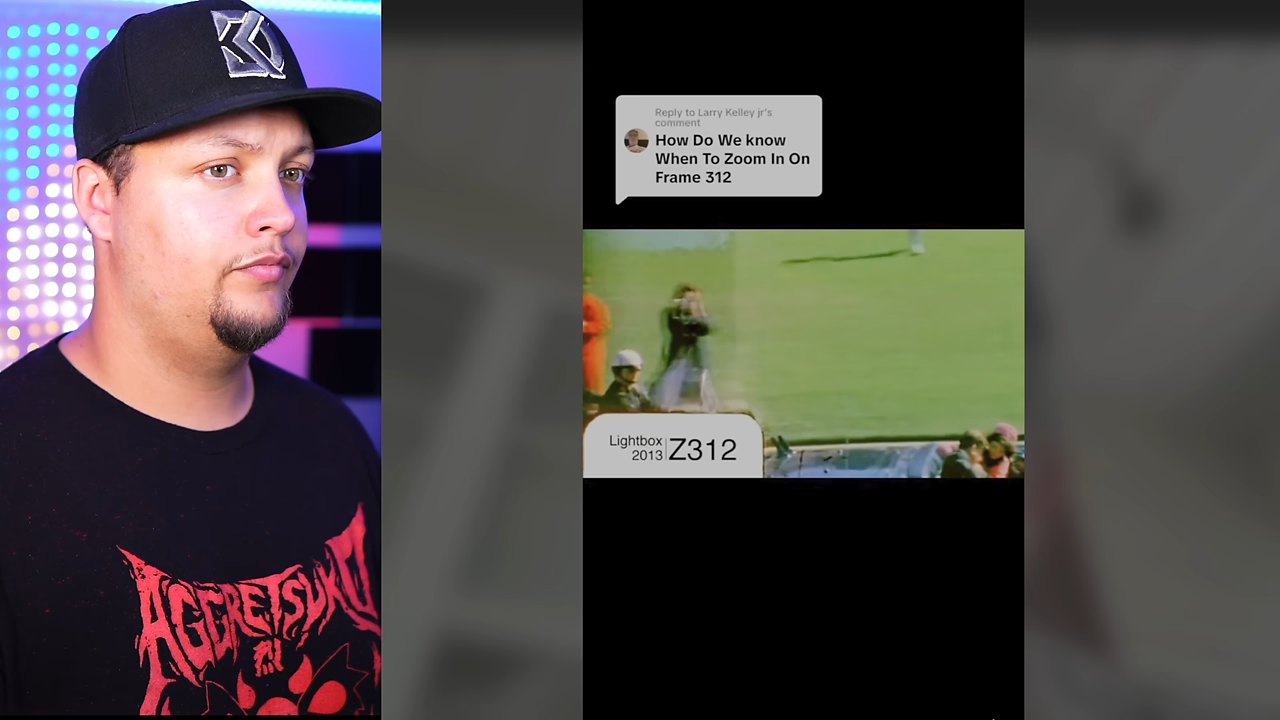 Reply to Larry Kelley jr's
comment
How Do We know
When To Zoom In On
Frame 312
Lightbox
2013
Z312
AGGRETSUKO
烈